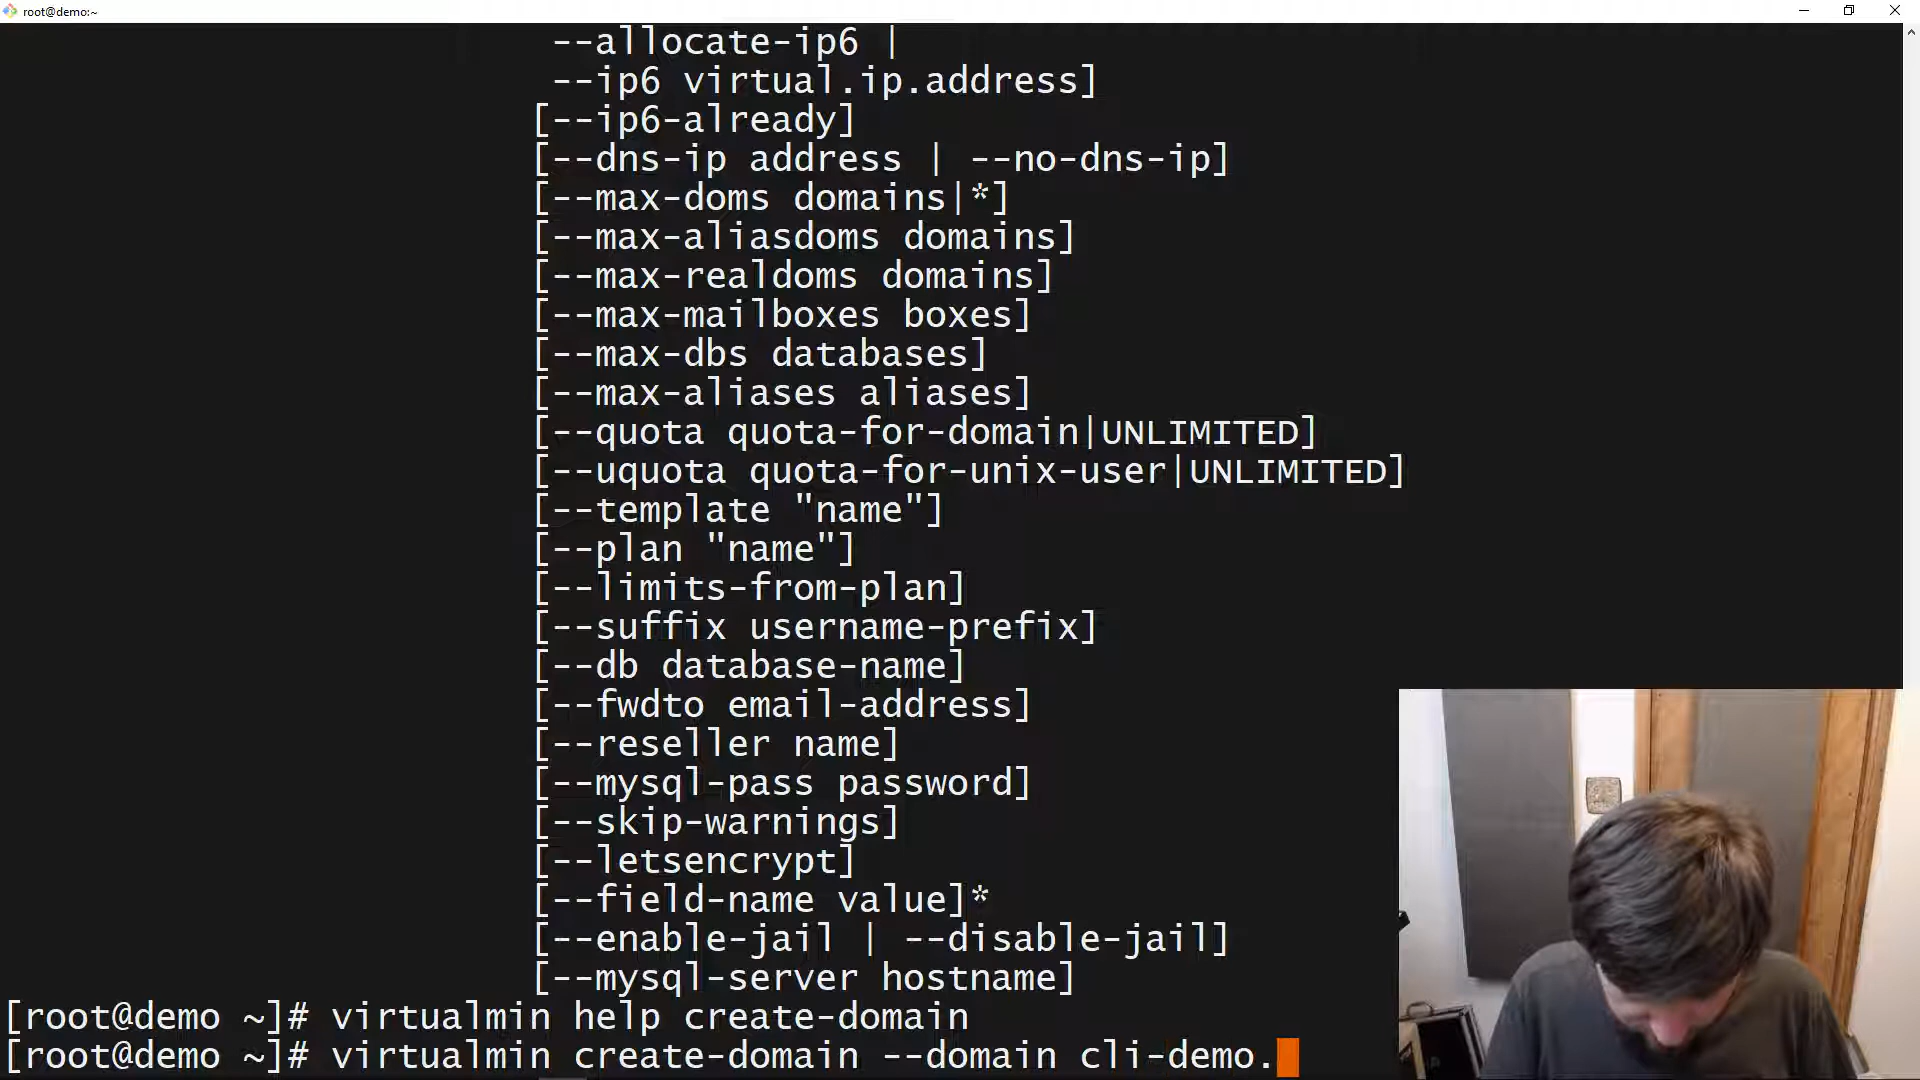 root@demo:~
--allocate-ip6 |
--ip6 virtual.ip.address]
[--ip6-already]
[--dns-ip address | --no-dns-ip]
[--max-doms domains|*]
[--max-aliasdoms domains]
[--max-realdoms domains]
[--max-mailboxes boxes]
[--max-dbs databases]
[--max-aliases aliases]
[--quota quota-for-domain|UNLIMITED]
[--uquota quota-for-unix-user|UNLIMITED]
[--template "name"]
[--plan "name"]
[--limits-from-plan]
[--suffix username-prefix]
[--db database-name]
[--fwdto email-address]
[--reseller name]
[--mysql-pass password]
[--skip-warnings]
[--letsencrypt]
[--field-name value]*
[--enable-jail | --disable-jail]
[--mysql-server hostname]
[root@demo ~]# virtualmin help create-domain
[root@demo ~]# virtualmin create-domain --domain cli-demo.